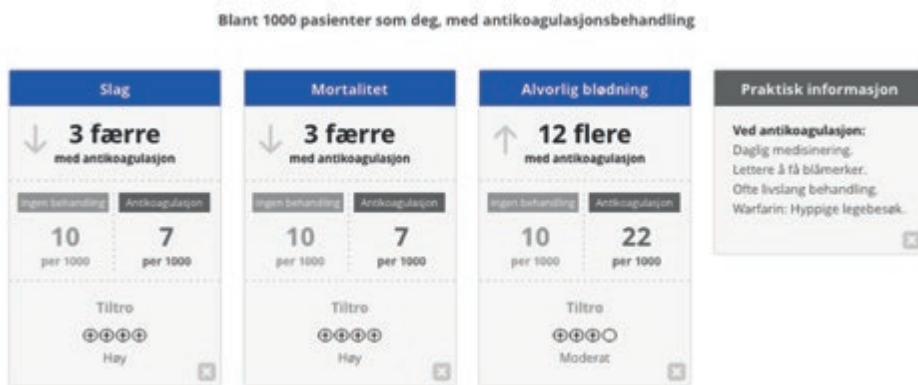 Blant 1000 pasienter som deg, med antikoagulasjonsbehandling
Slag
3 færre
med antikoagulasjon
Ingen behandling
Antikoagulasjon
10
per 1000
7
per 1000
Tiltro
Høy
Mortalitet
3 færre
med antikoagulasjon
Ingen behandling
Antikoagulasjon
10
per 1000
7
per 1000
Tiltro
Høy
Alvorlig blødning
12 flere
med antikoagulasjon
Ingen behandling
Antikoagulasjon
10
per 1000
22
per 1000
Tiltro
Moderat
Praktisk informasjon
Ved antikoagulasjon:
Daglig medisinering.
Lettere å få blåmerker.
Ofte livslang behandling.
Warfarin: Hyppige legebesøk.